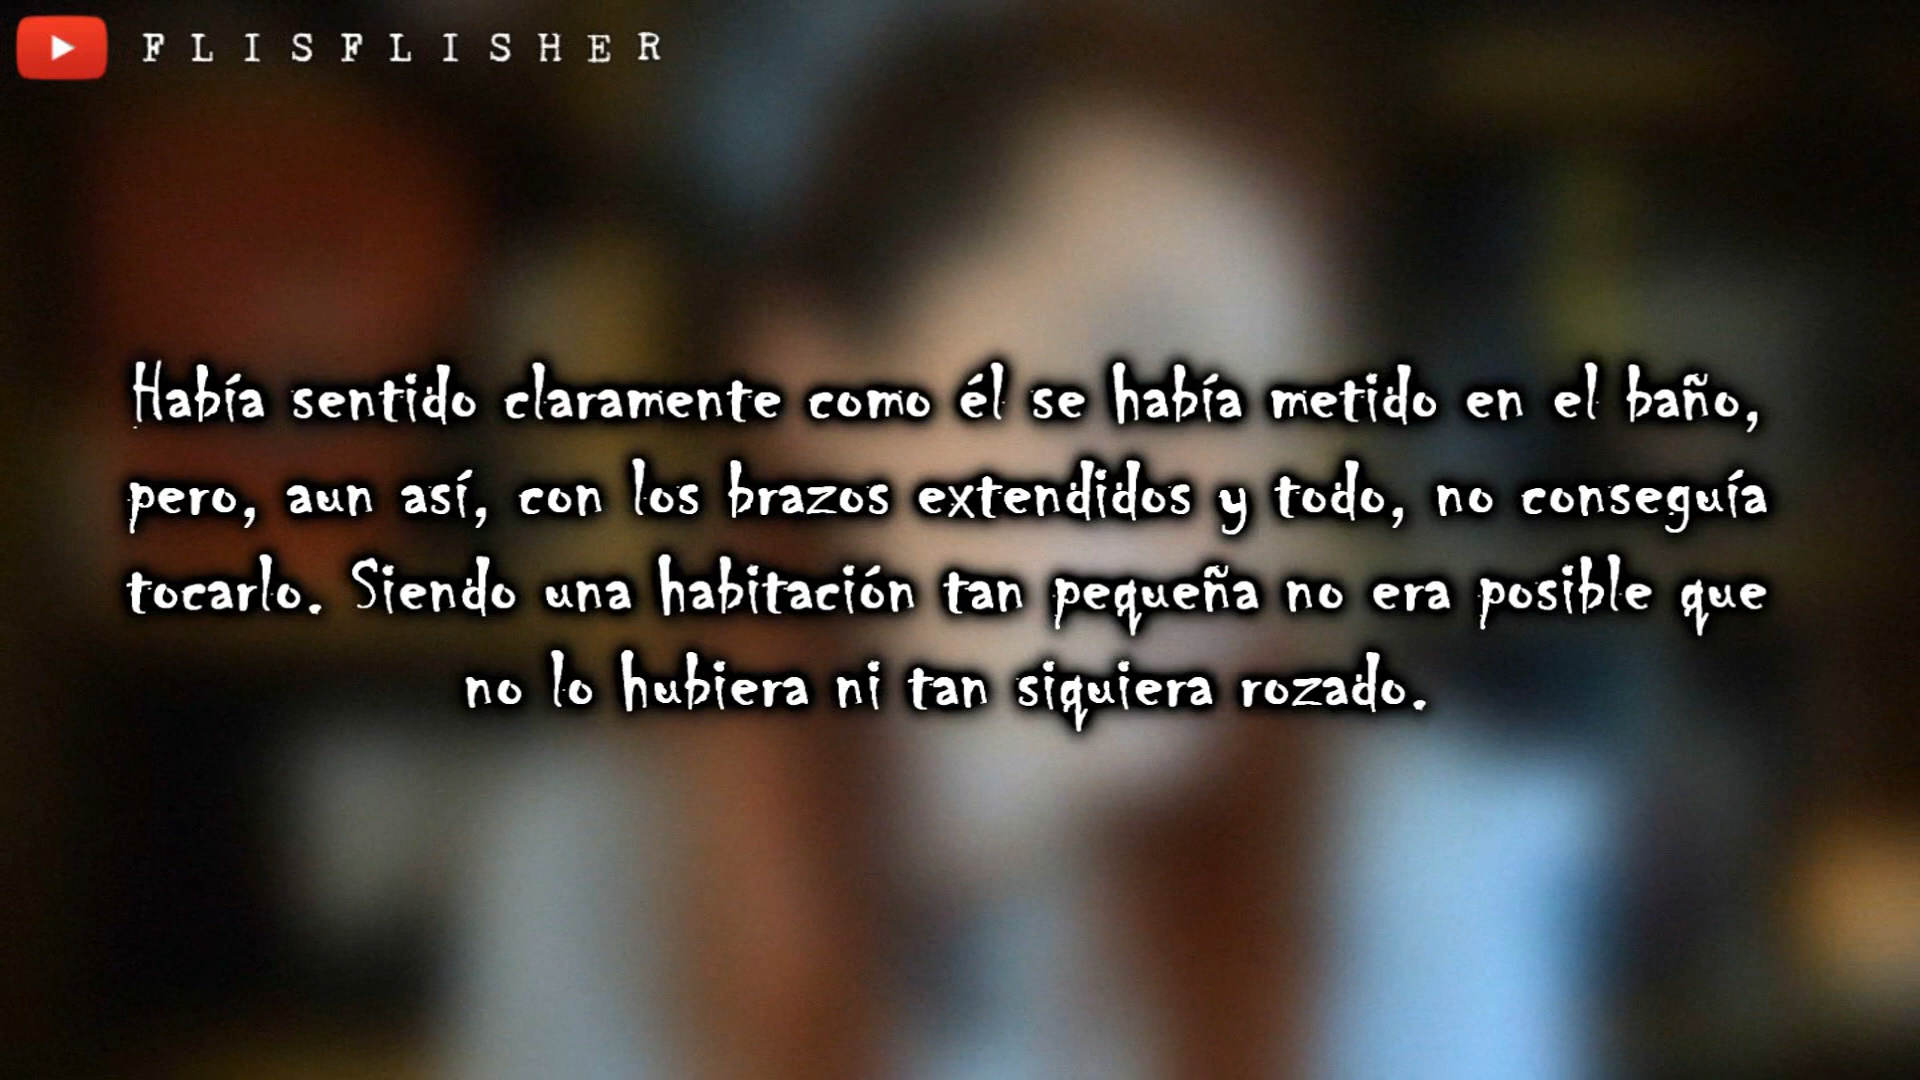 FLISFLISHER
Había sentido claramente como él se había metido en el baño,
pero, aun así, con los brazos extendidos y todo, no conseguía
tocarlo. Siendo una habitación tan pequeña no era posible que
no lo hubiera ni tan siquiera rozado.